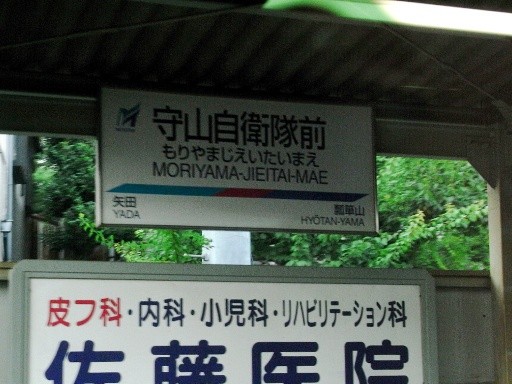 守山自衛隊前
もりやまじえいたいまえ
MORIYAMA-JIEITAI-MAE
矢田 瓢箪山
YADA HYŌTAN-YAMA
皮フ科・内科・小児科・リハビリテーション科
佐藤医院